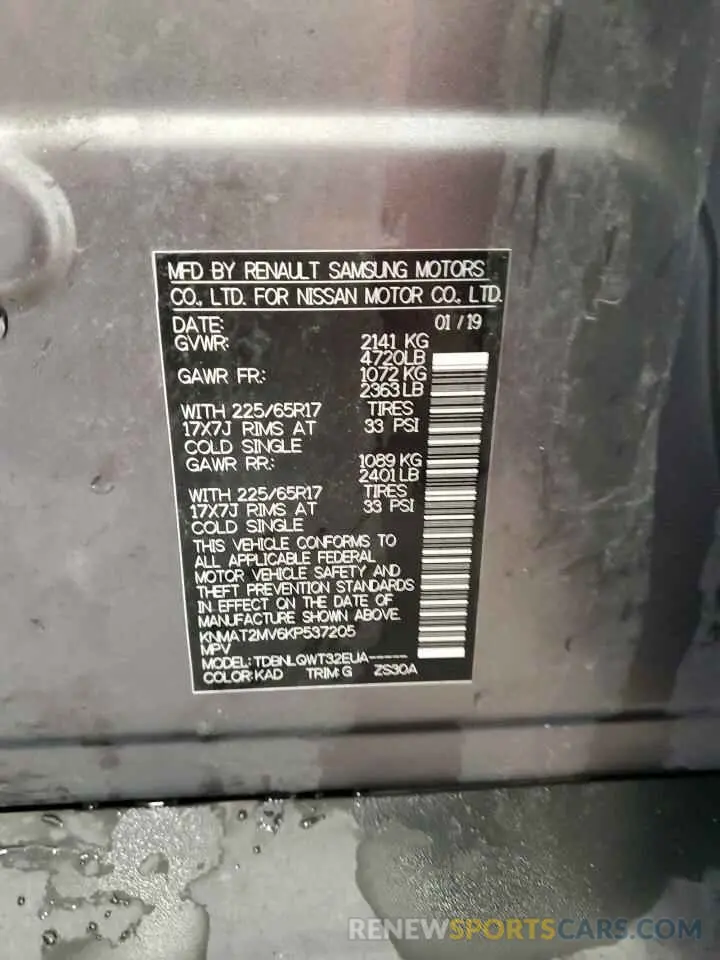 MFD BY RENAULT SAMSUNG MOTORS
CO., LTD. FOR NISSAN MOTOR CO., LTD.
DATE: 01 / 19
GVWR: 2141 KG
4720LB
GAWR FR.: 1072 KG
2363 LB
WITH 225/65R17 TIRES
17X7J RIMS AT 33 PSI
COLD SINGLE
GAWR RR.: 1089 KG
2401 LB
WITH 225/65R17 TIRES
17X7J RIMS AT 33 PSI
COLD SINGLE
THIS VEHICLE CONFORMS TO
ALL APPLICABLE FEDERAL
MOTOR VEHICLE SAFETY AND
THEFT PREVENTION STANDARDS
IN EFFECT ON THE DATE OF
MANUFACTURE SHOWN ABOVE.
KNMAT2MV6KP537205
MPV
MODEL: TDBNLQWT32EUA-----
COLOR: KAD TRIM: G ZS30A
RENEWSPORTSCARS.COM